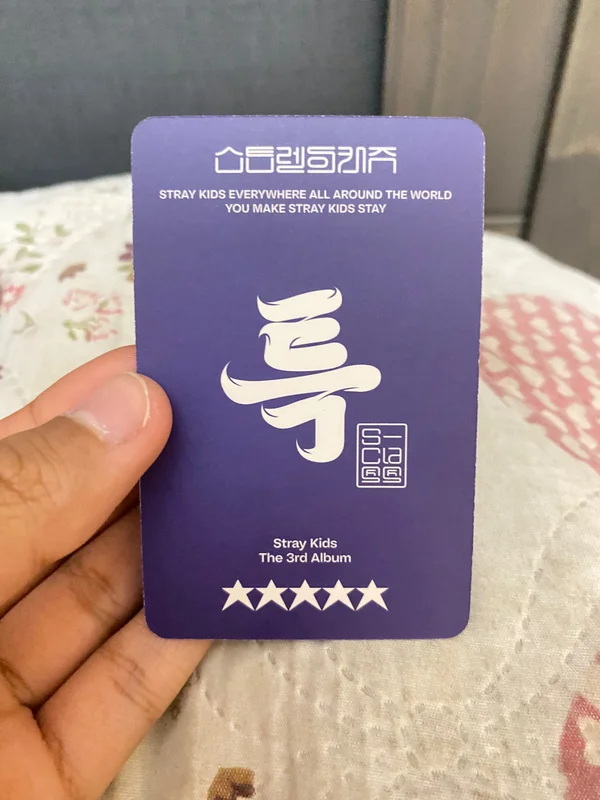 스트레이키즈
STRAY KIDS EVERYWHERE ALL AROUND THE WORLD
YOU MAKE STRAY KIDS STAY
특
S-
Cla
Stray Kids
The 3rd Album
★★★★★